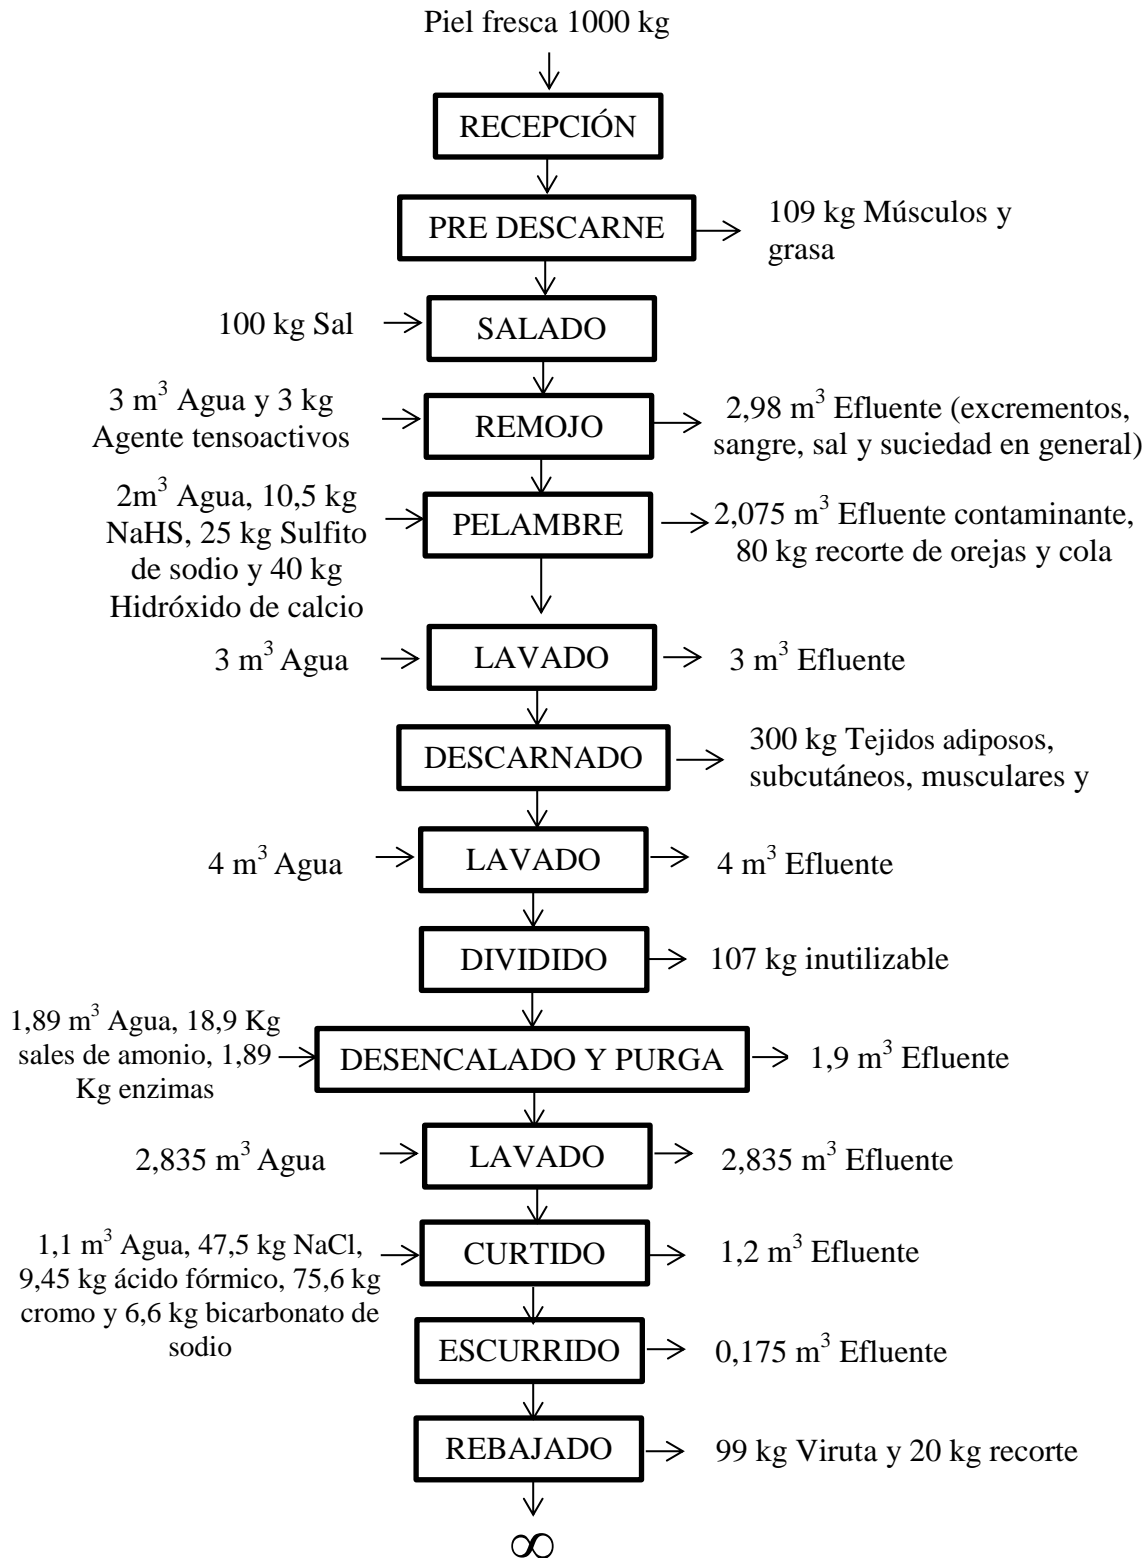 Piel fresca 1000 kg
RECEPCIÓN
PRE DESCARNE
109 kg Músculos y
grasa
100 kg Sal
SALADO
3 m³ Agua y 3 kg
Agente tensoactivos
REMOJO
2,98 m³ Efluente (excrementos,
sangre, sal y suciedad en general)
2m³ Agua, 10,5 kg
NaHS, 25 kg Sulfito
de sodio y 40 kg
Hidróxido de calcio
PELAMBRE
2,075 m³ Efluente contaminante,
80 kg recorte de orejas y cola
3 m³ Agua
LAVADO
3 m³ Efluente
DESCARNADO
300 kg Tejidos adiposos,
subcutáneos, musculares y
4 m³ Agua
LAVADO
4 m³ Efluente
DIVIDIDO
107 kg inutilizable
1,89 m³ Agua, 18,9 Kg
sales de amonio, 1,89
Kg enzimas
DESENCALADO Y PURGA
1,9 m³ Efluente
2,835 m³ Agua
LAVADO
2,835 m³ Efluente
1,1 m³ Agua, 47,5 kg NaCl,
9,45 kg ácido fórmico, 75,6 kg
cromo y 6,6 kg bicarbonato de
sodio
CURTIDO
1,2 m³ Efluente
ESCURRIDO
0,175 m³ Efluente
REBAJADO
99 kg Viruta y 20 kg recorte
∞